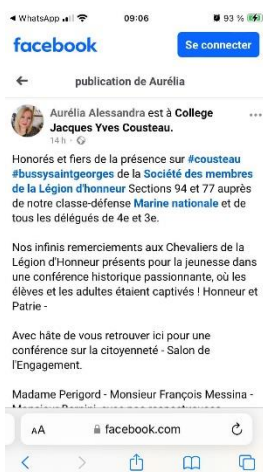 WhatsApp 09:06 93 %
facebook Se connecter
publication de Aurélia
Aurélia Alessandra est à College
Jacques Yves Cousteau.
14 h
Honorés et fiers de la présence sur #cousteau
#bussysaintgeorges de la Société des membres
de la Légion d'honneur Sections 94 et 77 auprès
de notre classe-défense Marine nationale et de
tous les délégués de 4e et 3e.
Nos infinis remerciements aux Chevaliers de la
Légion d'Honneur présents pour la jeunesse dans
une conférence historique passionnante, où les
élèves et les adultes étaient captivés ! Honneur et
Patrie -
Avec hâte de vous retrouver ici pour une
conférence sur la citoyenneté - Salon de
l'Engagement.
Madame Perigord - Monsieur François Messina -
AA facebook.com